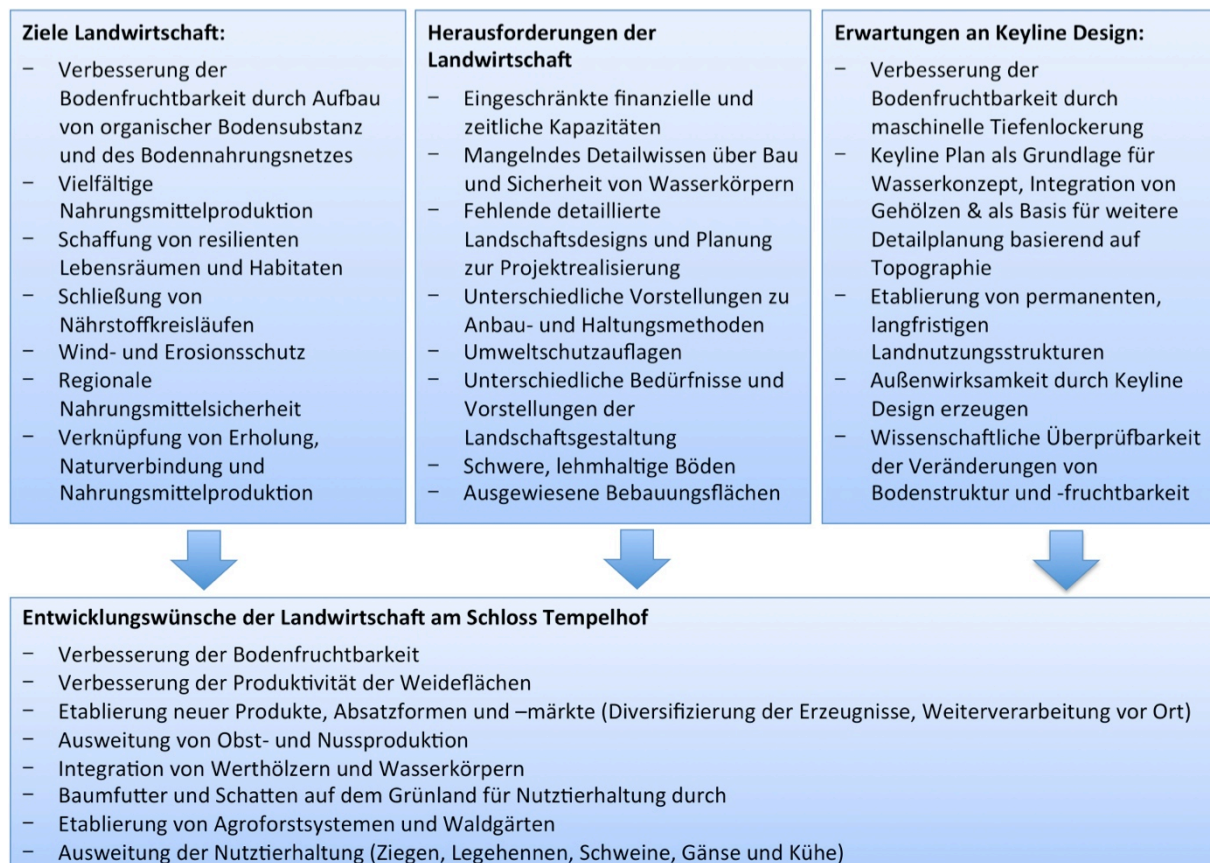 Ziele Landwirtschaft:
– Verbesserung der
Bodenfruchtbarkeit durch Aufbau
von organischer Bodensubstanz
und des Bodennahrungsnetzes
– Vielfältige
Nahrungsmittelproduktion
– Schaffung von resilienten
Lebensräumen und Habitaten
– Schließung von
Nährstoffkreisläufen
– Wind- und Erosionsschutz
– Regionale
Nahrungsmittelsicherheit
– Verknüpfung von Erholung,
Naturverbindung und
Nahrungsmittelproduktion
Herausforderungen der
Landwirtschaft
– Eingeschränkte finanzielle und
zeitliche Kapazitäten
– Mangelndes Detailwissen über Bau
und Sicherheit von Wasserkörpern
– Fehlende detaillierte
Landschaftsdesigns und Planung
zur Projektrealisierung
– Unterschiedliche Vorstellungen zu
Anbau- und Haltungsmethoden
– Umweltschutzauflagen
– Unterschiedliche Bedürfnisse und
Vorstellungen der
Landschaftsgestaltung
– Schwere, lehmhaltige Böden
– Ausgewiesene Bebauungsflächen
Erwartungen an Keyline Design:
– Verbesserung der
Bodenfruchtbarkeit durch
maschinelle Tiefenlockerung
– Keyline Plan als Grundlage für
Wasserkonzept, Integration von
Gehölzen & als Basis für weitere
Detailplanung basierend auf
Topographie
– Etablierung von permanenten,
langfristigen
Landnutzungsstrukturen
– Außenwirksamkeit durch Keyline
Design erzeugen
– Wissenschaftliche Überprüfbarkeit
der Veränderungen von
Bodenstruktur und -fruchtbarkeit
Entwicklungswünsche der Landwirtschaft am Schloss Tempelhof
– Verbesserung der Bodenfruchtbarkeit
– Verbesserung der Produktivität der Weideflächen
– Etablierung neuer Produkte, Absatzformen und –märkte (Diversifizierung der Erzeugnisse, Weiterverarbeitung vor Ort)
– Ausweitung von Obst- und Nussproduktion
– Integration von Werthölzern und Wasserkörpern
– Baumfutter und Schatten auf dem Grünland für Nutztierhaltung durch
– Etablierung von Agroforstsystemen und Waldgärten
– Ausweitung der Nutztierhaltung (Ziegen, Legehennen, Schweine, Gänse und Kühe)